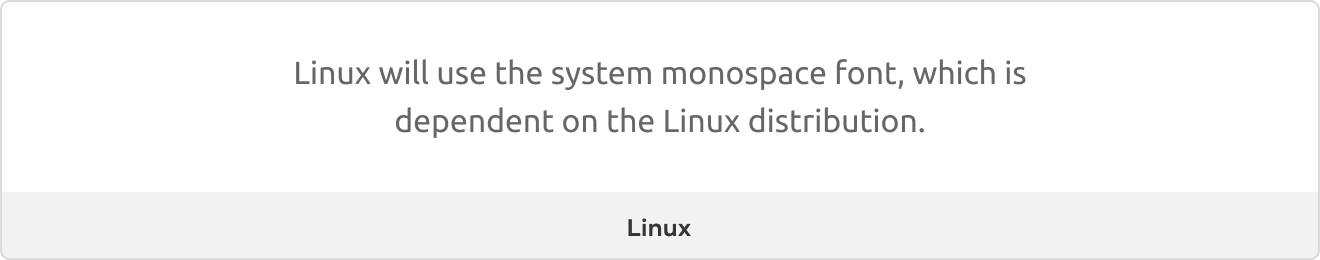 Linux will use the system monospace font, which is
dependent on the Linux distribution.
Linux